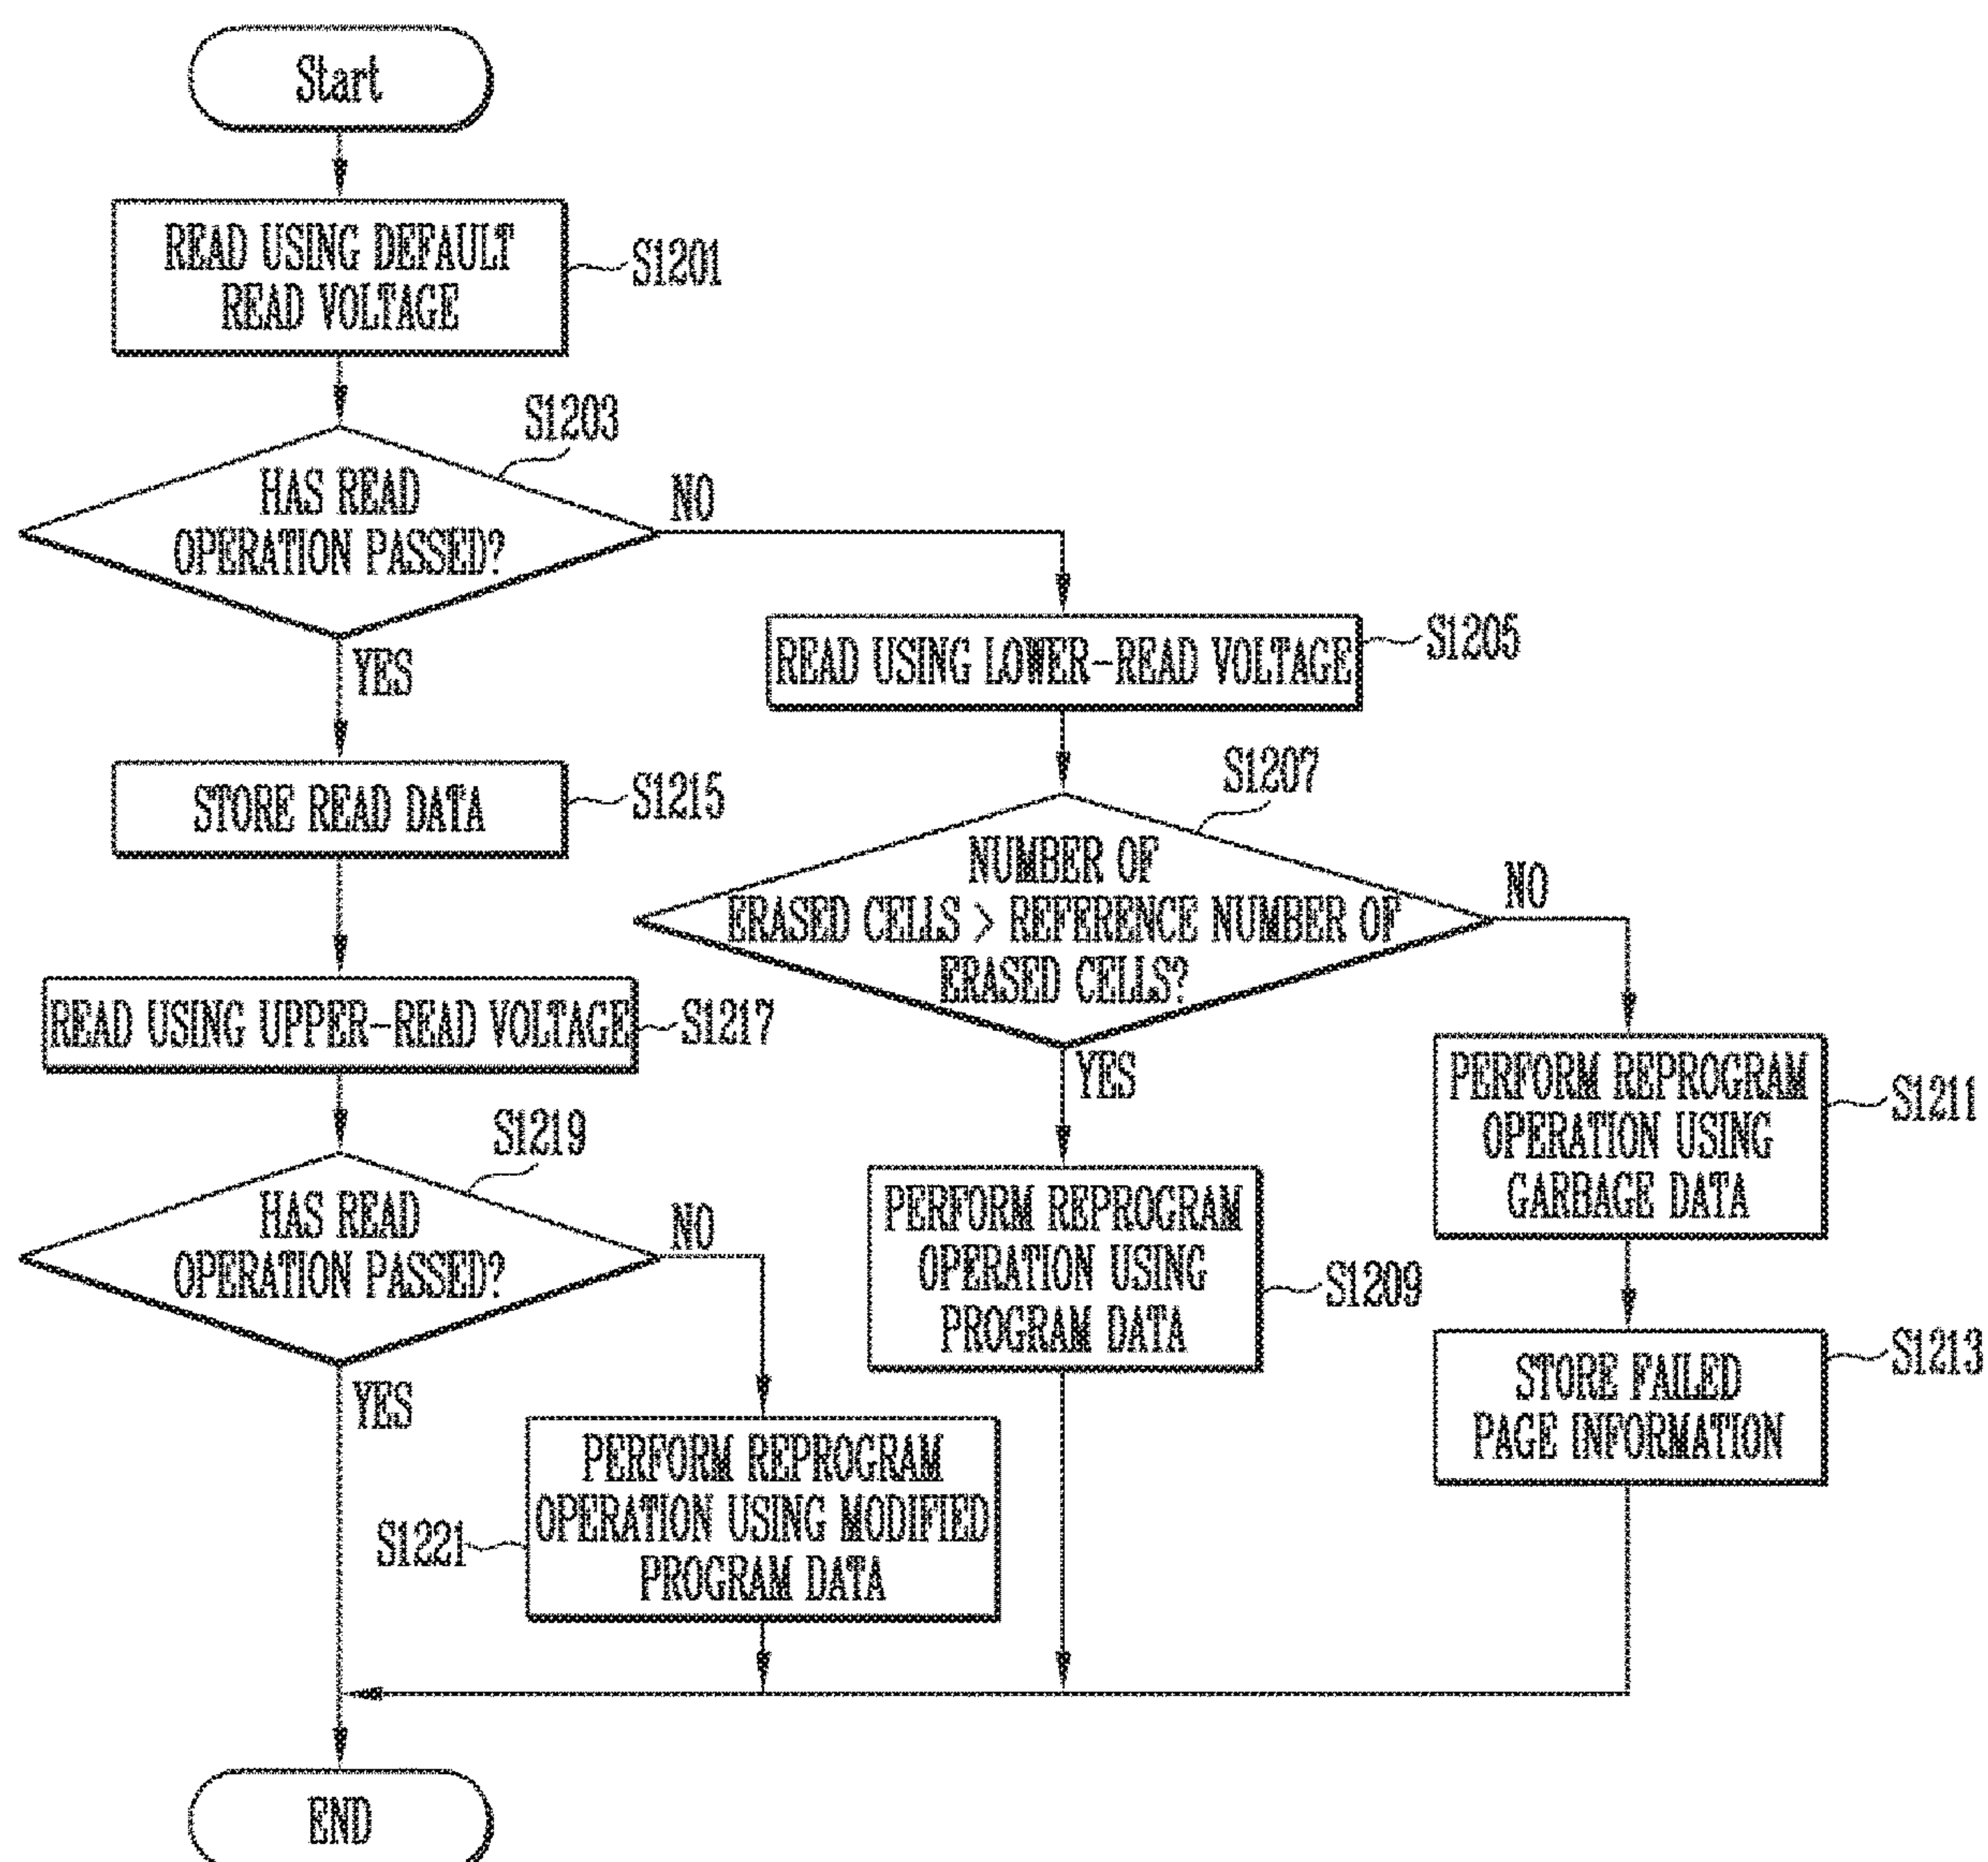 Start
READ USING DEFAULT
READ VOLTAGE
S1201
S1203
HAS READ
OPERATION PASSED?
NO
YES
READ USING LOWER-READ VOLTAGE
S1205
STORE READ DATA
S1215
S1207
NUMBER OF
ERASED CELLS > REFERENCE NUMBER OF
ERASED CELLS?
NO
YES
READ USING UPPER-READ VOLTAGE
S1217
PERFORM REPROGRAM
OPERATION USING
GARBAGE DATA
S1211
S1219
HAS READ
OPERATION PASSED?
NO
YES
PERFORM REPROGRAM
OPERATION USING
PROGRAM DATA
S1209
STORE FAILED
PAGE INFORMATION
S1213
PERFORM REPROGRAM
OPERATION USING MODIFIED
PROGRAM DATA
S1221
END